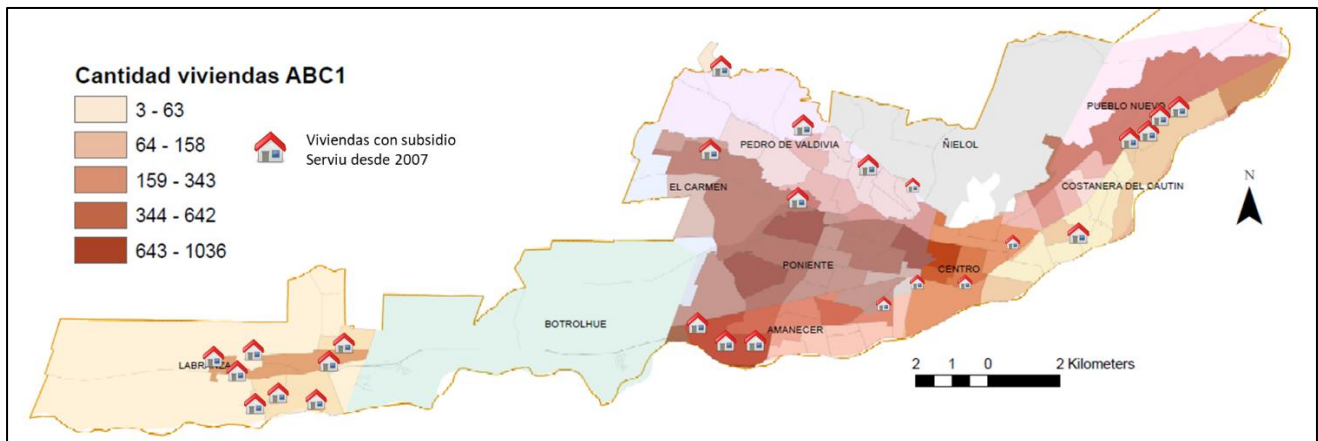 Cantidad viviendas ABC1
3 - 63
64 - 158
159 - 343
344 - 642
643 - 1036
Viviendas con subsidio
Serviu desde 2007
PUEBLO NUEVO
PEDRO DE VALDIVIA
ÑIELOL
EL CARMEN
COSTANERA DEL CAUTIN
N
PONIENTE
CENTRO
BOTROLHUE
AMANECER
LABRANZA
2 1 0 2 Kilometers